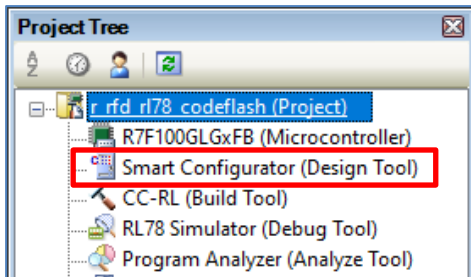 Project Tree
r_rfd_rl78_codeflash (Project)
R7F100GLGxFB (Microcontroller)
Smart Configurator (Design Tool)
CC-RL (Build Tool)
RL78 Simulator (Debug Tool)
Program Analyzer (Analyze Tool)